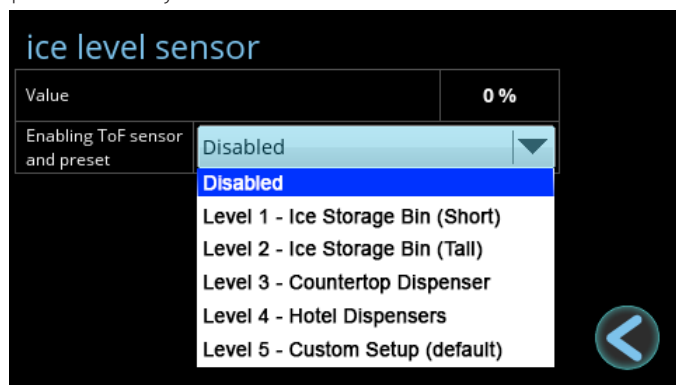 ice level sensor
Value 0 %
Enabling ToF sensor
and preset
Disabled
Disabled
Level 1 - Ice Storage Bin (Short)
Level 2 - Ice Storage Bin (Tall)
Level 3 - Countertop Dispenser
Level 4 - Hotel Dispensers
Level 5 - Custom Setup (default)